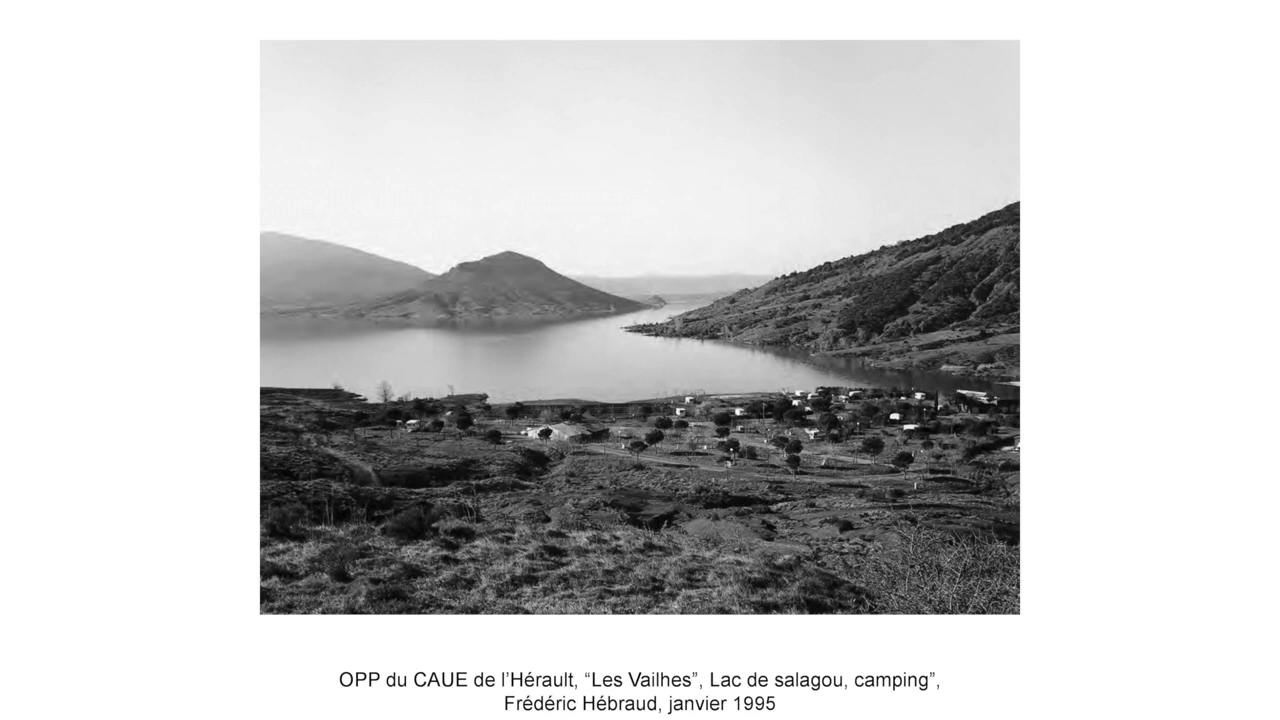 OPP du CAUE de l’Hérault, “Les Vailhes”, Lac de salagou, camping”,
Frédéric Hébraud, janvier 1995